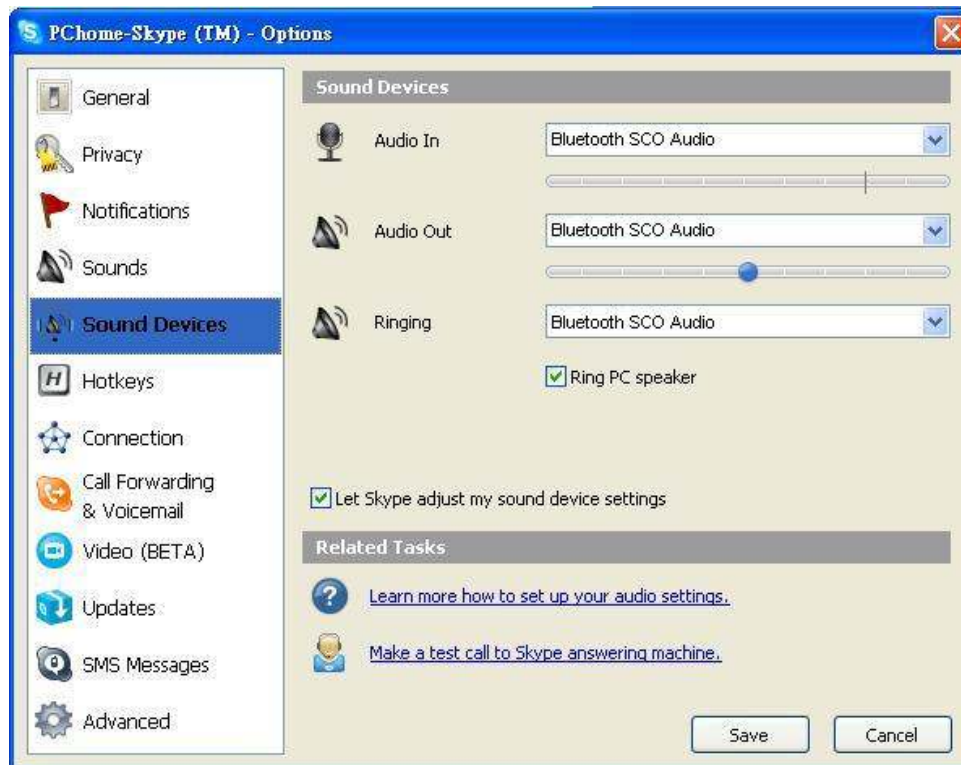 PChome-Skype (TM) - Options
General
Privacy
Notifications
Sounds
Sound Devices
Hotkeys
Connection
Call Forwarding
& Voicemail
Video (BETA)
Updates
SMS Messages
Advanced
Sound Devices
Audio In
Bluetooth SCO Audio
Audio Out
Bluetooth SCO Audio
Ringing
Bluetooth SCO Audio
Ring PC speaker
Let Skype adjust my sound device settings
Related Tasks
Learn more how to set up your audio settings.
Make a test call to Skype answering machine.
Save
Cancel